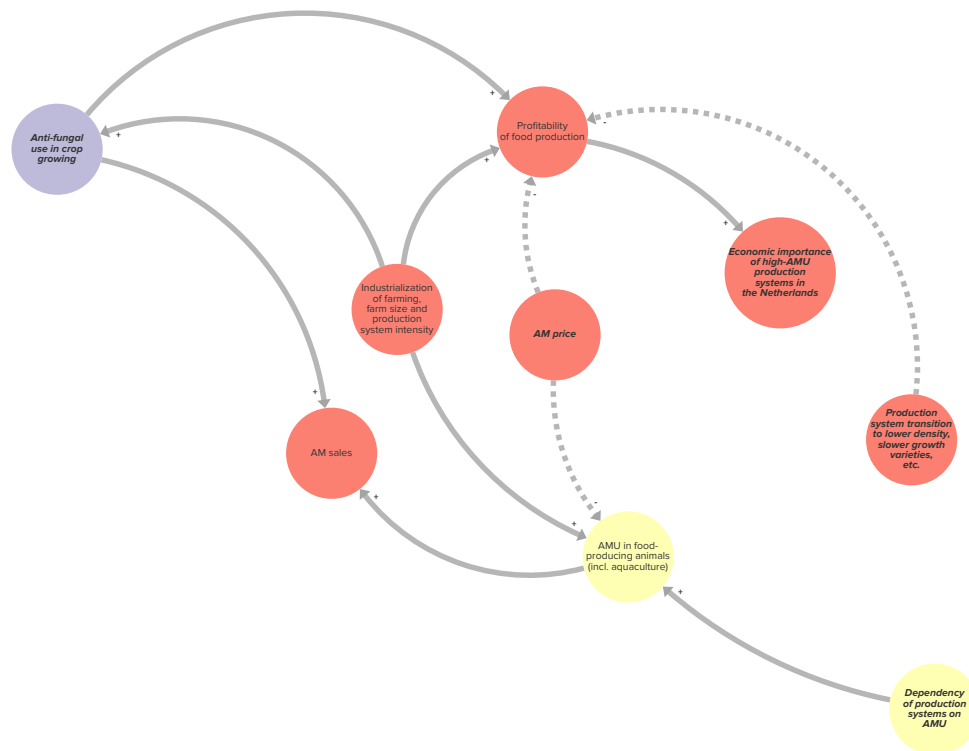 Anti-fungal
use in crop
growing
+
+
Profitability
of food production
-
+
-
+
Economic importance
of high-AMU
production
systems in
the Netherlands
Industrialization
of farming,
farm size and
production
system intensity
AM price
+
AM sales
Production
system transition
to lower density,
slower growth
varieties,
etc.
+
+
-
AMU in food-
producing animals
(incl. aquaculture)
+
Dependency
of production
systems on
AMU